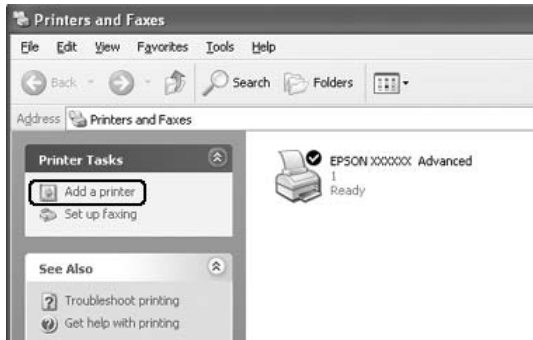 Printers and Faxes
File Edit View Favorites Tools Help
Back Search Folders
Address Printers and Faxes
Printer Tasks
Add a printer
Set up faxing
See Also
Troubleshoot printing
Get help with printing
EPSON XXXXXX Advanced
1
Ready